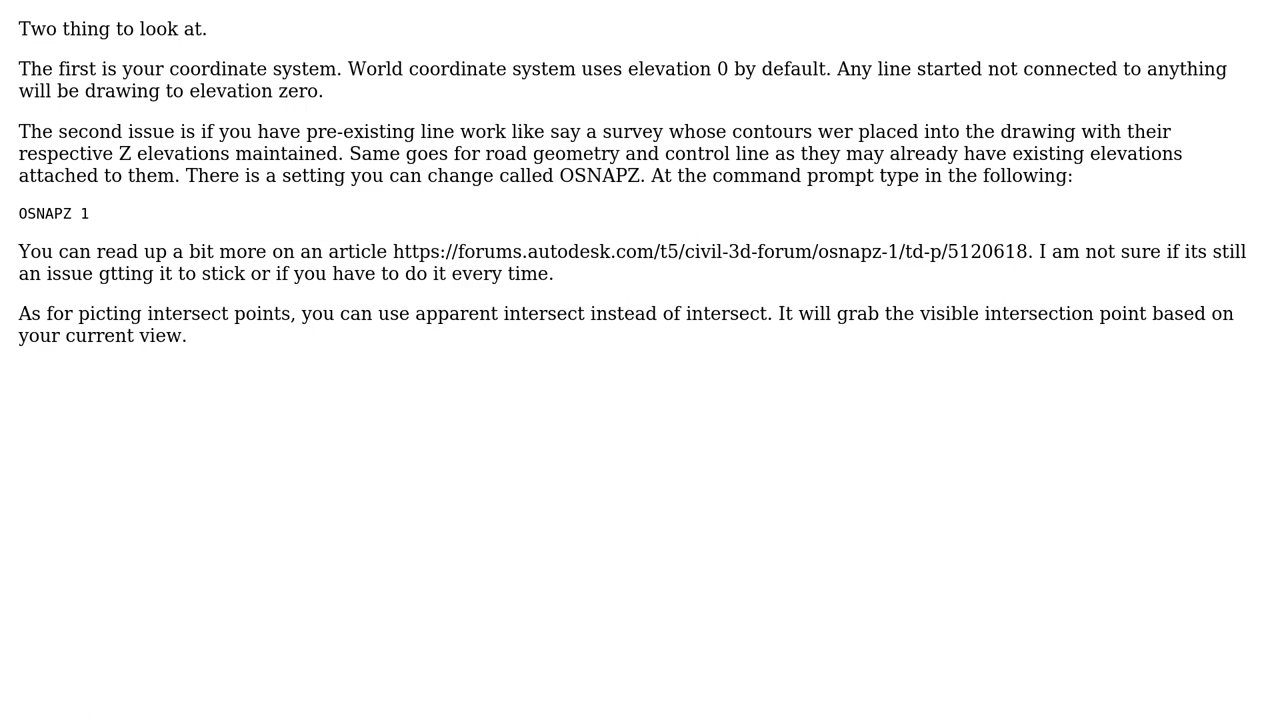 Two thing to look at.
The first is your coordinate system. World coordinate system uses elevation 0 by default. Any line started not connected to anything
will be drawing to elevation zero.
The second issue is if you have pre-existing line work like say a survey whose contours wer placed into the drawing with their
respective Z elevations maintained. Same goes for road geometry and control line as they may already have existing elevations
attached to them. There is a setting you can change called OSNAPZ. At the command prompt type in the following:
OSNAPZ 1
You can read up a bit more on an article https://forums.autodesk.com/t5/civil-3d-forum/osnapz-1/td-p/5120618. I am not sure if its still
an issue gtting it to stick or if you have to do it every time.
As for picting intersect points, you can use apparent intersect instead of intersect. It will grab the visible intersection point based on
your current view.